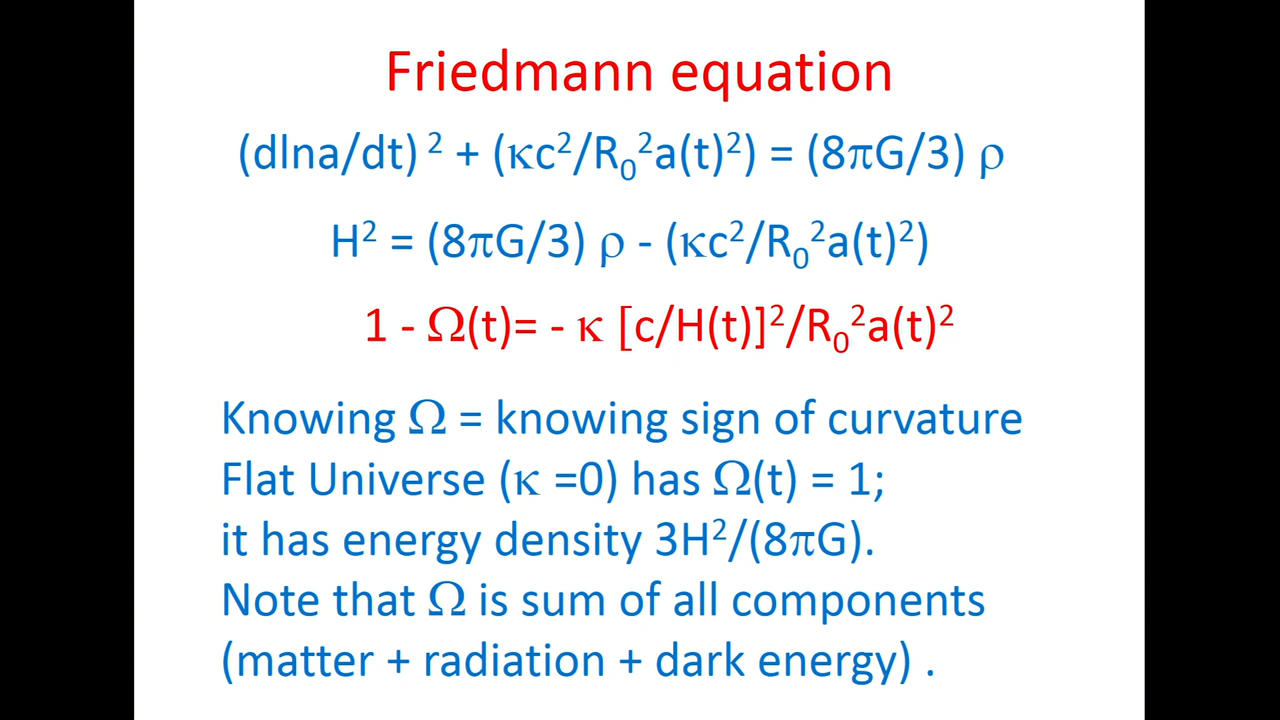 Friedmann equation
(dlna/dt) ² + (κc²/R₀²a(t)²) = (8πG/3) ρ
H² = (8πG/3) ρ - (κc²/R₀²a(t)²)
1 - Ω(t)= - κ [c/H(t)]²/R₀²a(t)²
Knowing Ω = knowing sign of curvature
Flat Universe (κ =0) has Ω(t) = 1;
it has energy density 3H²/(8πG).
Note that Ω is sum of all components
(matter + radiation + dark energy) .